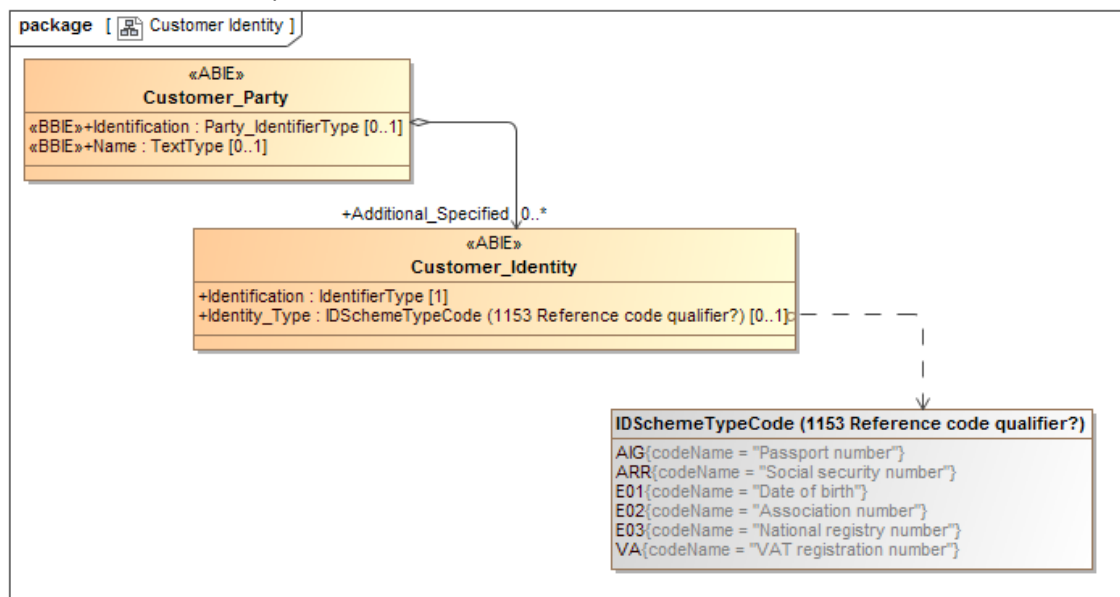 package [ Customer Identity ]
«ABIE»
Customer_Party
«BBIE»+Identification : Party_IdentifierType [0..1]
«BBIE»+Name : TextType [0..1]
+Additional_Specified 0..*
«ABIE»
Customer_Identity
+Identification : IdentifierType [1]
+Identity_Type : IDSchemeTypeCode (1153 Reference code qualifier?) [0..1]
IDSchemeTypeCode (1153 Reference code qualifier?)
AIG{codeName = "Passport number"}
ARR{codeName = "Social security number"}
E01{codeName = "Date of birth"}
E02{codeName = "Association number"}
E03{codeName = "National registry number"}
VA{codeName = "VAT registration number"}